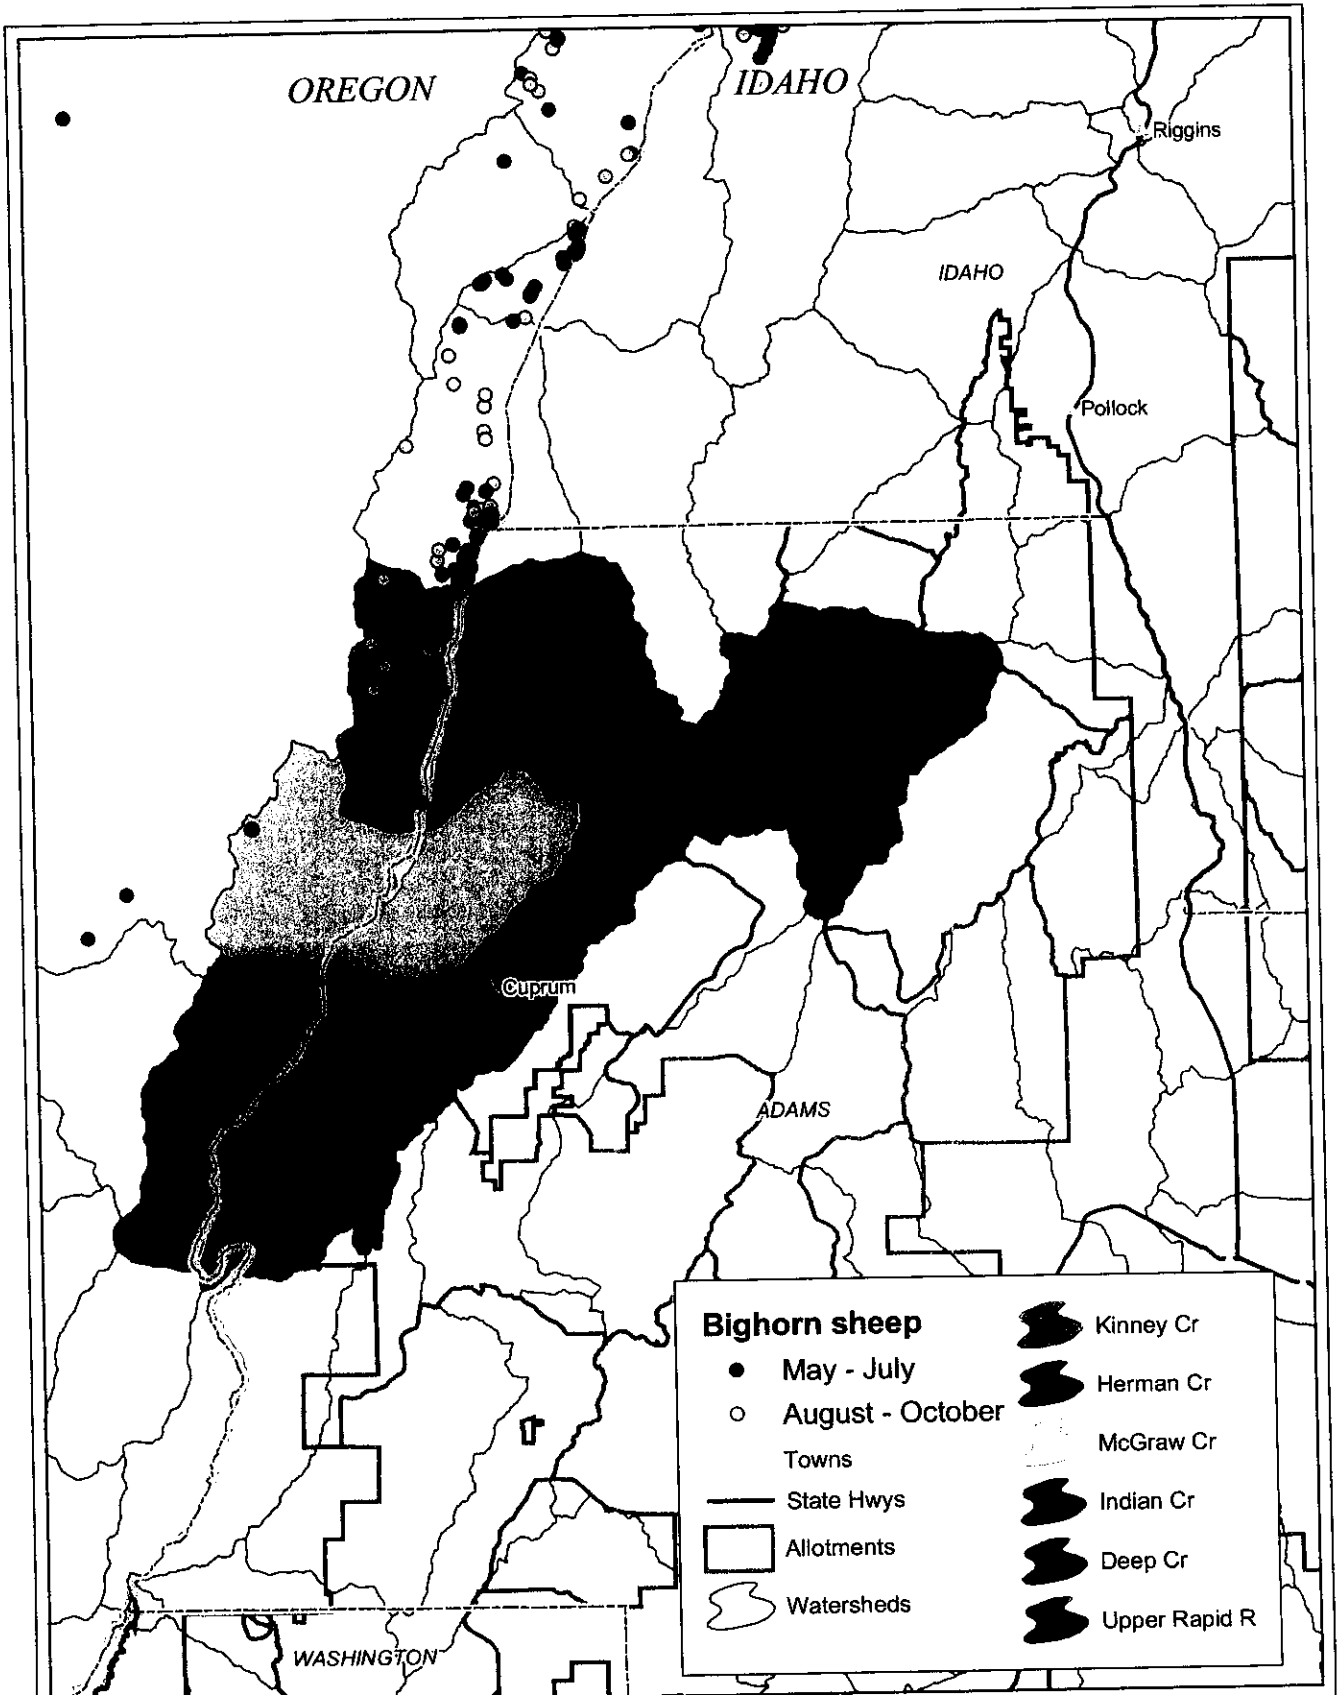 OREGON
IDAHO
Riggins
IDAHO
Pollock
Cuprum
ADAMS
Bighorn sheep
May - July
August - October
Towns
State Hwys
Allotments
Watersheds
Kinney Cr
Herman Cr
McGraw Cr
Indian Cr
Deep Cr
Upper Rapid R
WASHINGTON